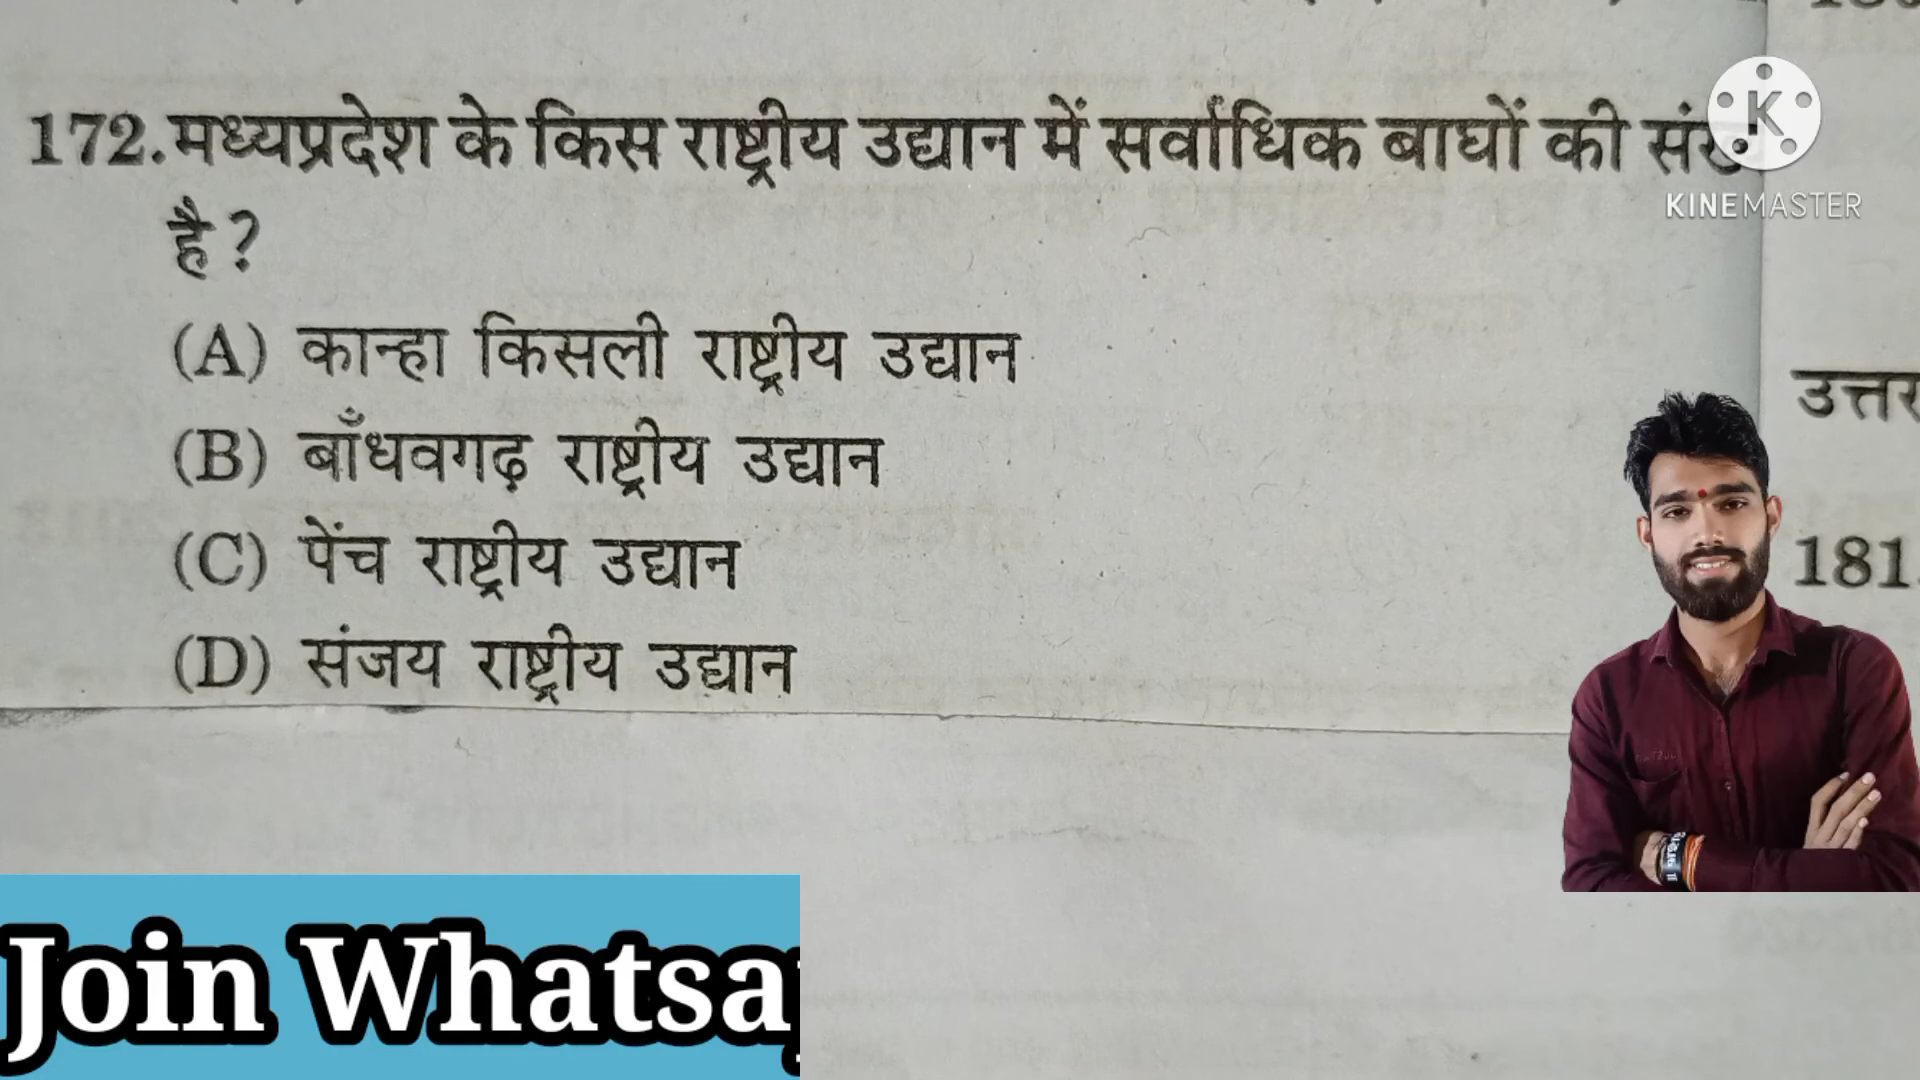 172. मध्यप्रदेश के किस राष्ट्रीय उद्यान में सर्वाधिक बाघों की
है ?
(A) कान्हा किसली राष्ट्रीय उद्यान
(B) बाँधवगढ़ राष्ट्रीय उद्यान
(C) पेंच राष्ट्रीय उद्यान
(D) संजय राष्ट्रीय उद्यान
K
KINEMASTER
उत्तर
181.
Join Whatsa